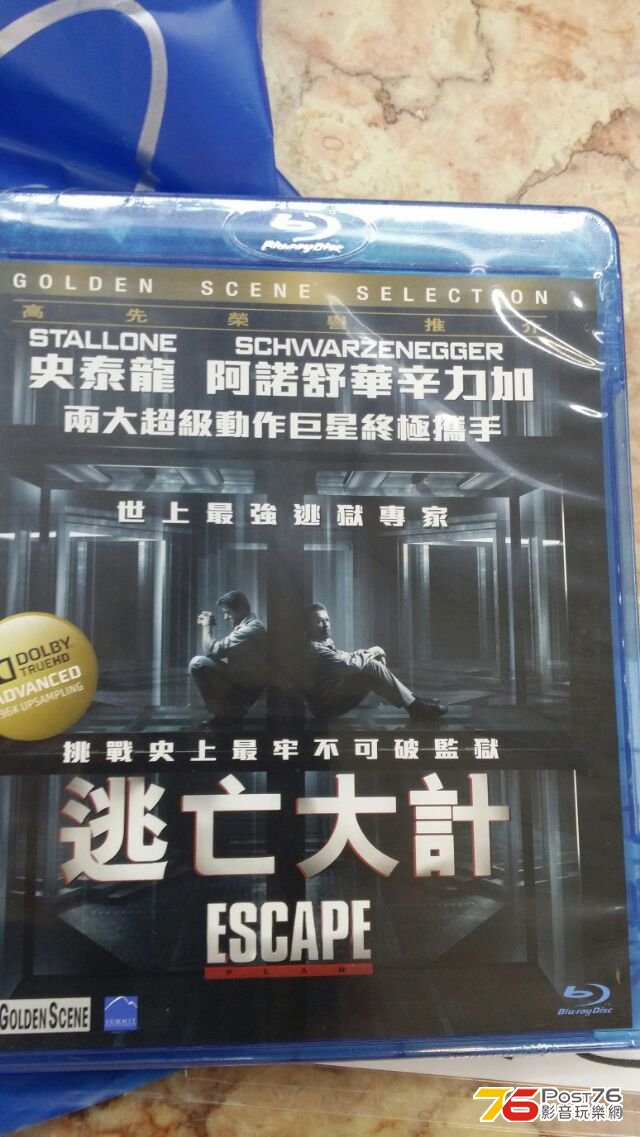 Blu-ray Disc
GOLDEN SCENE SELECTION
高先榮譽推介
STALLONE SCHWARZENEGGER
史泰龍 阿諾舒華辛力加
兩大超級動作巨星終極攜手
世上最強逃獄專家
DOLBY
TRUEHD
ADVANCED
96K UPSAMPLING
挑戰史上最牢不可破監獄
逃亡大計
ESCAPE
PLAN
GOLDEN SCENE
SUMMIT
Blu-ray Disc
76 Post76
影音玩樂網